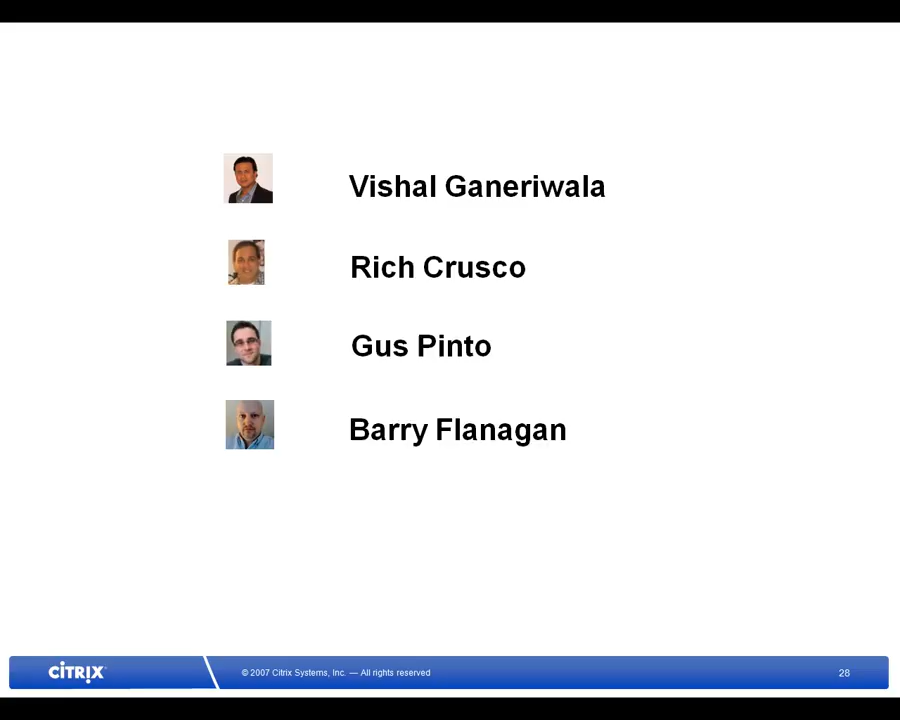 Vishal Ganeriwala
Rich Crusco
Gus Pinto
Barry Flanagan
CITRIX
© 2007 Citrix Systems, Inc. — All rights reserved
28